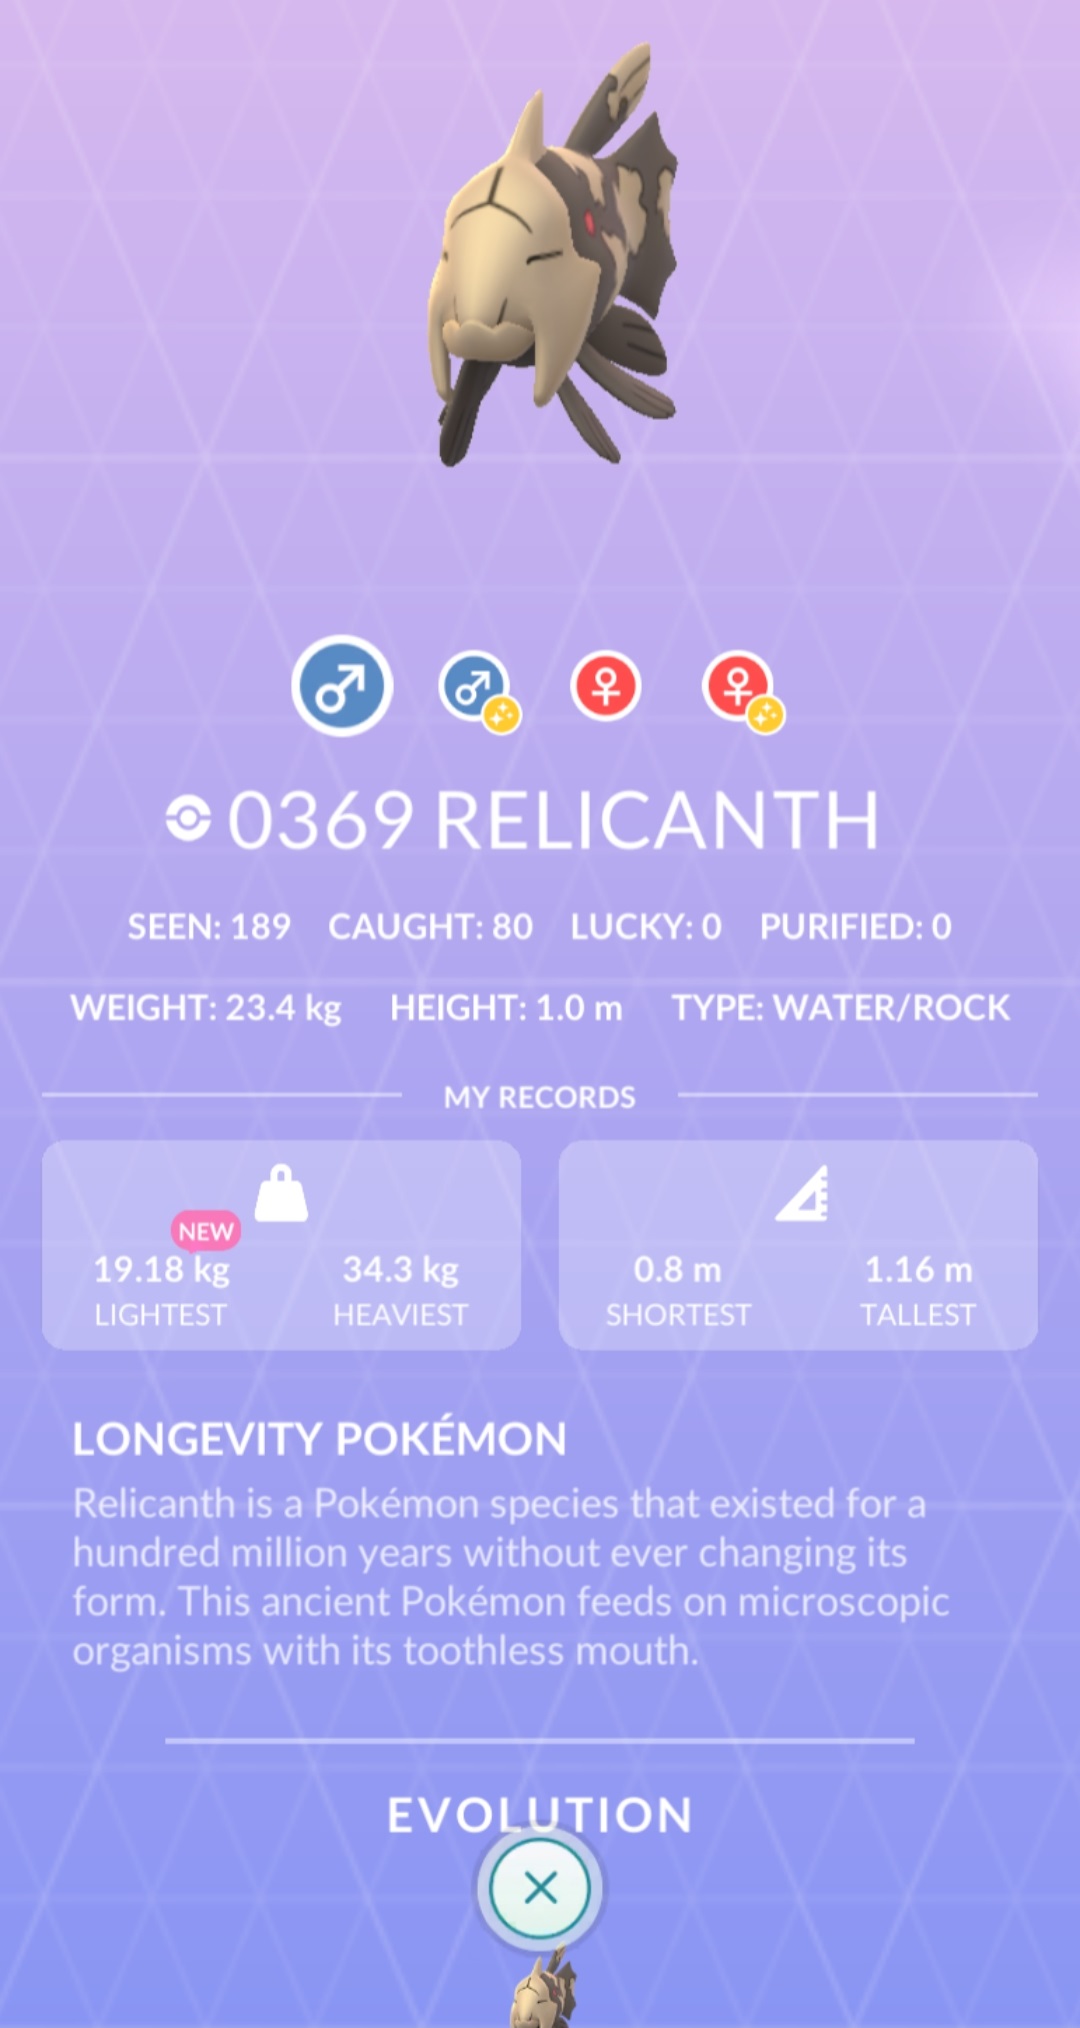 0369 RELICANTH
SEEN: 189 CAUGHT: 80 LUCKY: 0 PURIFIED: 0
WEIGHT: 23.4 kg HEIGHT: 1.0 m TYPE: WATER/ROCK
MY RECORDS
NEW
19.18 kg 34.3 kg 0.8 m 1.16 m
LIGHTEST HEAVIEST SHORTEST TALLEST
LONGEVITY POKÉMON
Relicanth is a Pokémon species that existed for a
hundred million years without ever changing its
form. This ancient Pokémon feeds on microscopic
organisms with its toothless mouth.
EVOLUTION